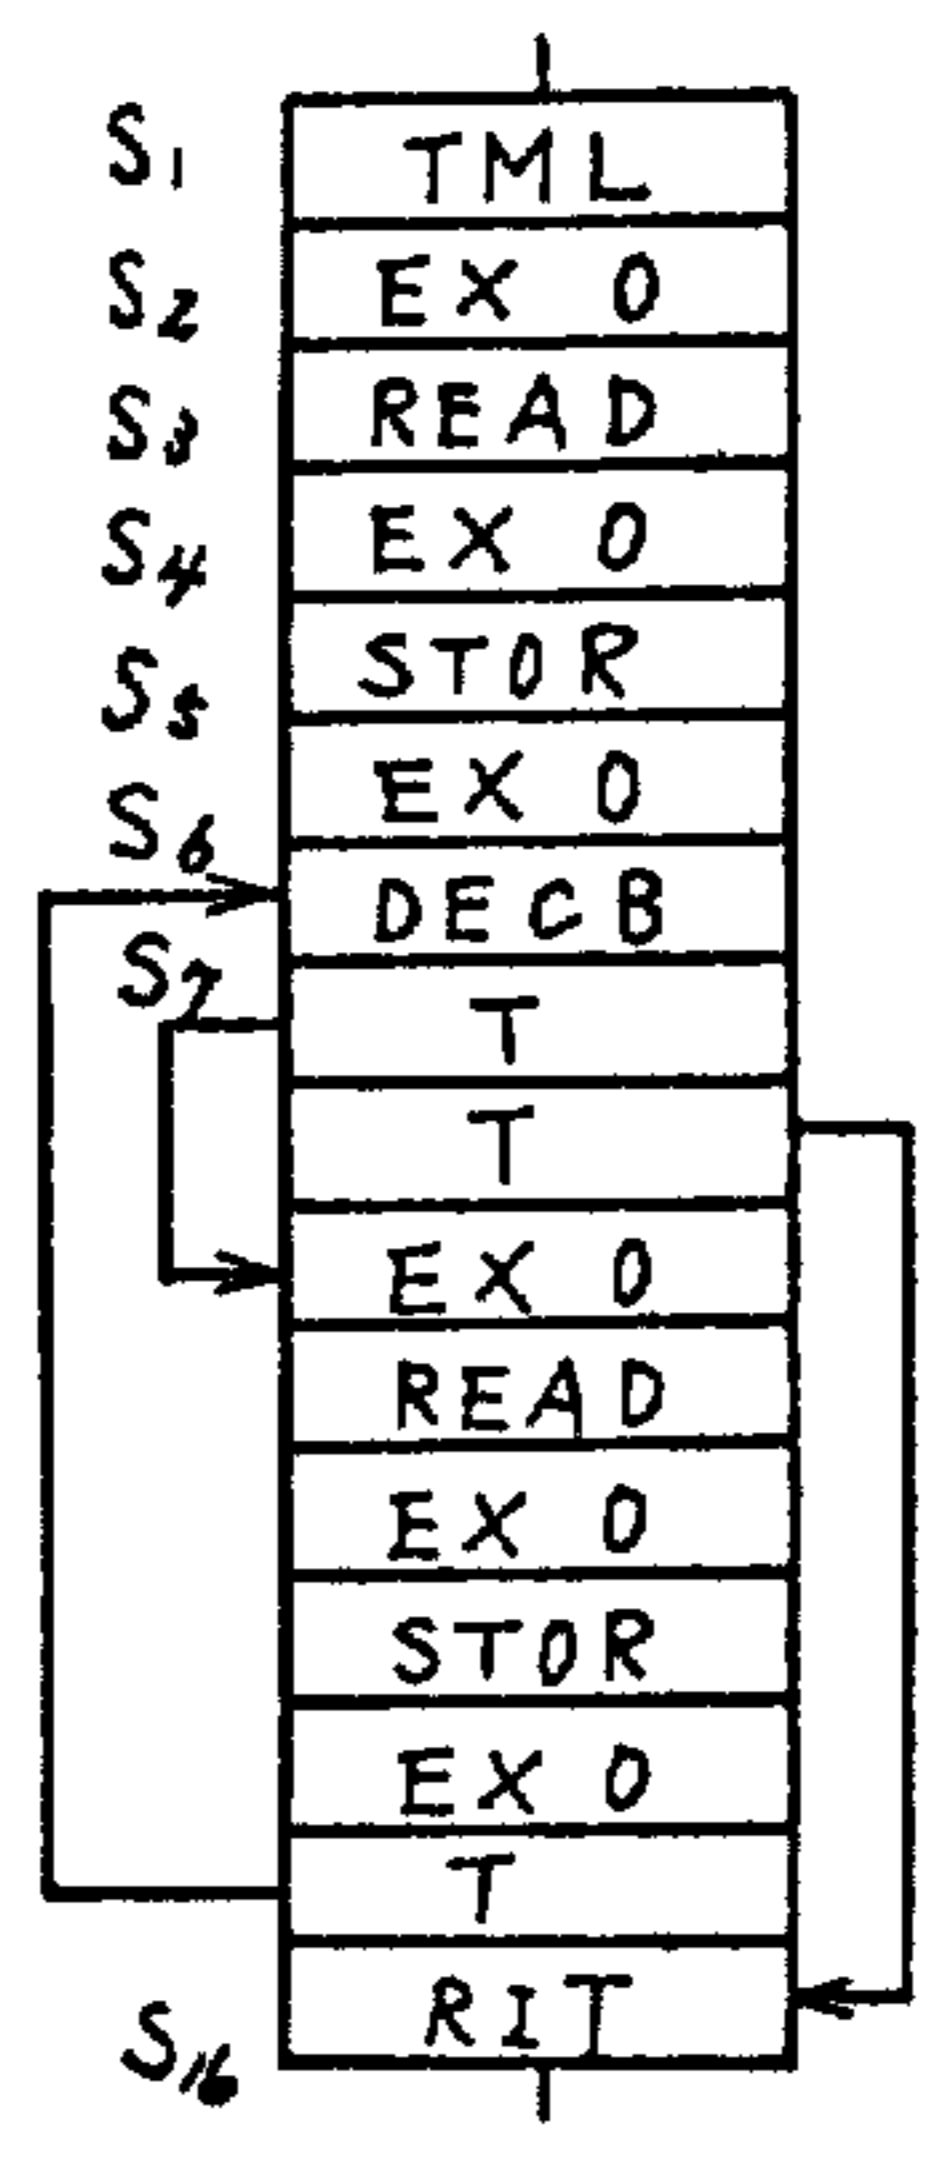 S1 TML
S2 EX 0
S3 READ
S4 EX 0
S5 STOR
S6 EX 0
DECB
S7 T
T
EX 0
READ
EX 0
STOR
EX 0
T
S16 RIT